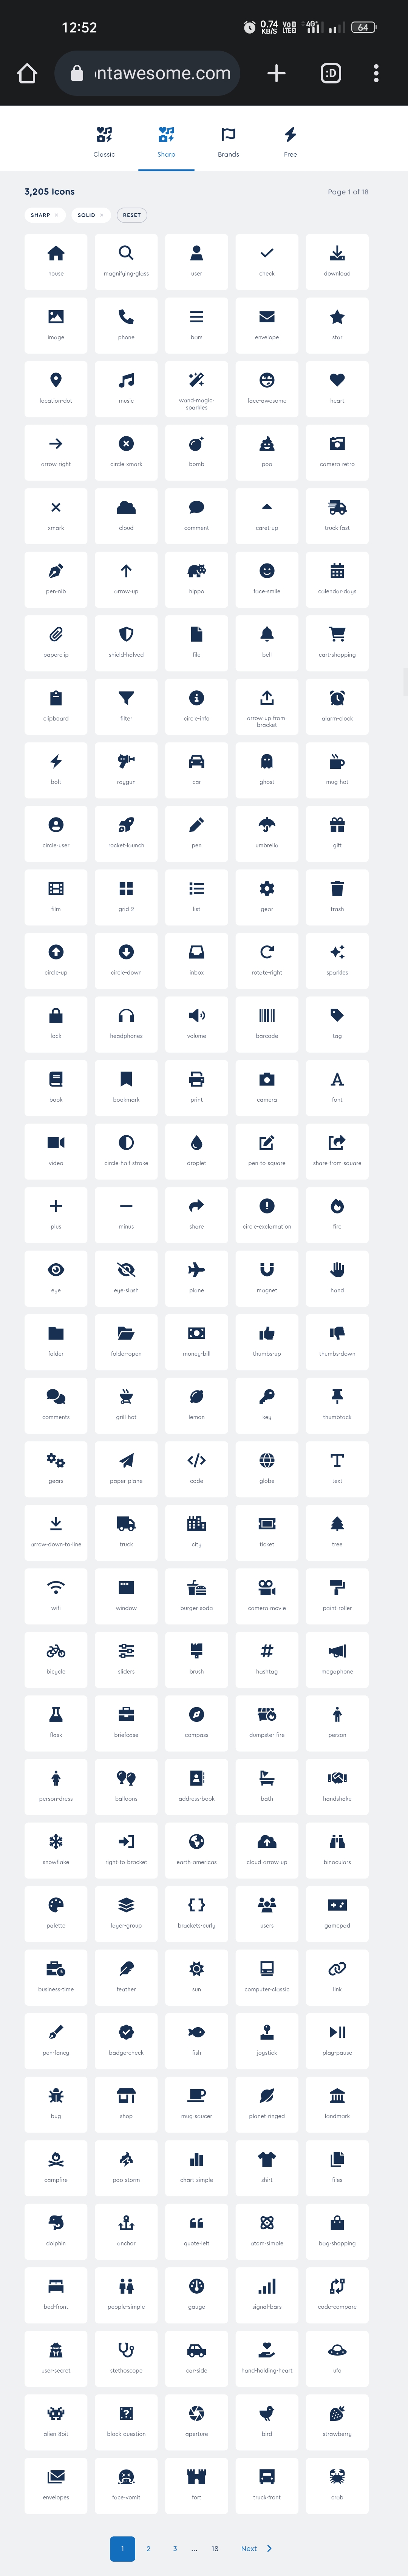 12:52
0.74 KB/S
Vo LTE
4G+
64
ntawesome.com
:D
Classic Sharp Brands Free
3,205 Icons Page 1 of 18
SHARP × SOLID × RESET
house magnifying-glass user check download
image phone bars envelope star
location-dot music wand-magic-sparkles face-awesome heart
arrow-right circle-xmark bomb poo camera-retro
xmark cloud comment caret-up truck-fast
pen-nib arrow-up hippo face-smile calendar-days
paperclip shield-halved file bell cart-shopping
clipboard filter circle-info arrow-up-from-bracket alarm-clock
bolt raygun car ghost mug-hot
circle-user rocket-launch pen umbrella gift
film grid-2 list gear trash
circle-up circle-down inbox rotate-right sparkles
lock headphones volume barcode tag
book bookmark print camera font
video circle-half-stroke droplet pen-to-square share-from-square
plus minus share circle-exclamation fire
eye eye-slash plane magnet hand
folder folder-open money-bill thumbs-up thumbs-down
comments grill-hot lemon key thumbtack
gears paper-plane code globe text
arrow-down-to-line truck city ticket tree
wifi window burger-soda camera-movie paint-roller
bicycle sliders brush hashtag megaphone
flask briefcase compass dumpster-fire person
person-dress balloons address-book bath handshake
snowflake right-to-bracket earth-americas cloud-arrow-up binoculars
palette layer-group brackets-curly users gamepad
business-time feather sun computer-classic link
pen-fancy badge-check fish joystick play-pause
bug shop mug-saucer planet-ringed landmark
campfire poo-storm chart-simple shirt files
dolphin anchor quote-left atom-simple bag-shopping
bed-front people-simple gauge signal-bars code-compare
user-secret stethoscope car-side hand-holding-heart ufo
alien-8bit block-question aperture bird strawberry
envelopes face-vomit fort truck-front crab
1 2 3 ... 18 Next